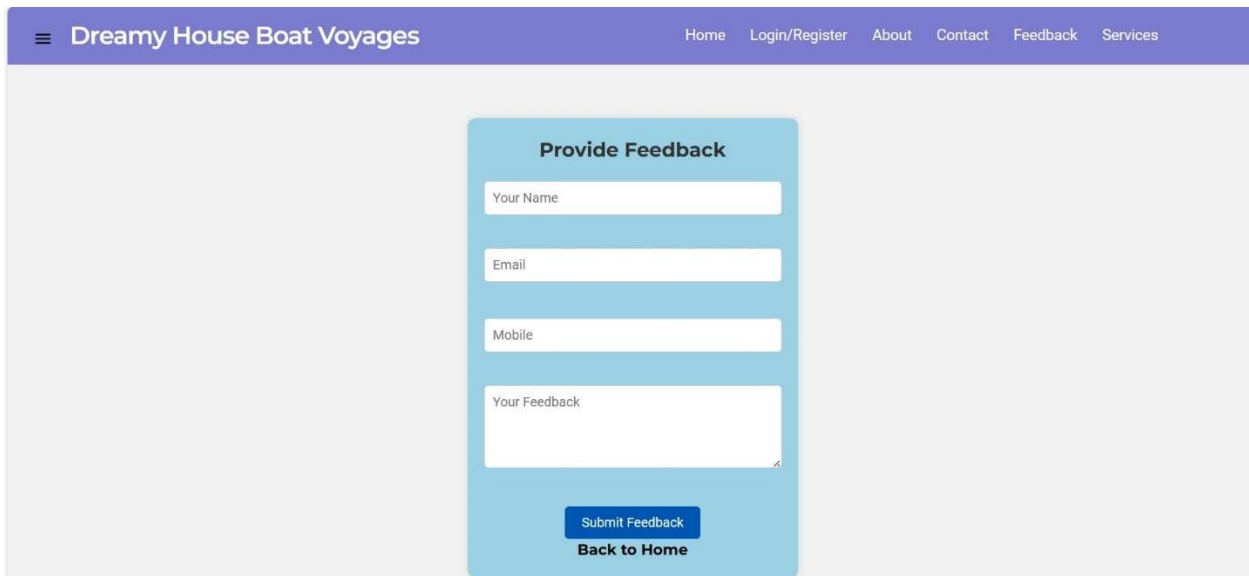 Dreamy House Boat Voyages Home Login/Register About Contact Feedback Services
Provide Feedback
Your Name
Email
Mobile
Your Feedback
Submit Feedback
Back to Home